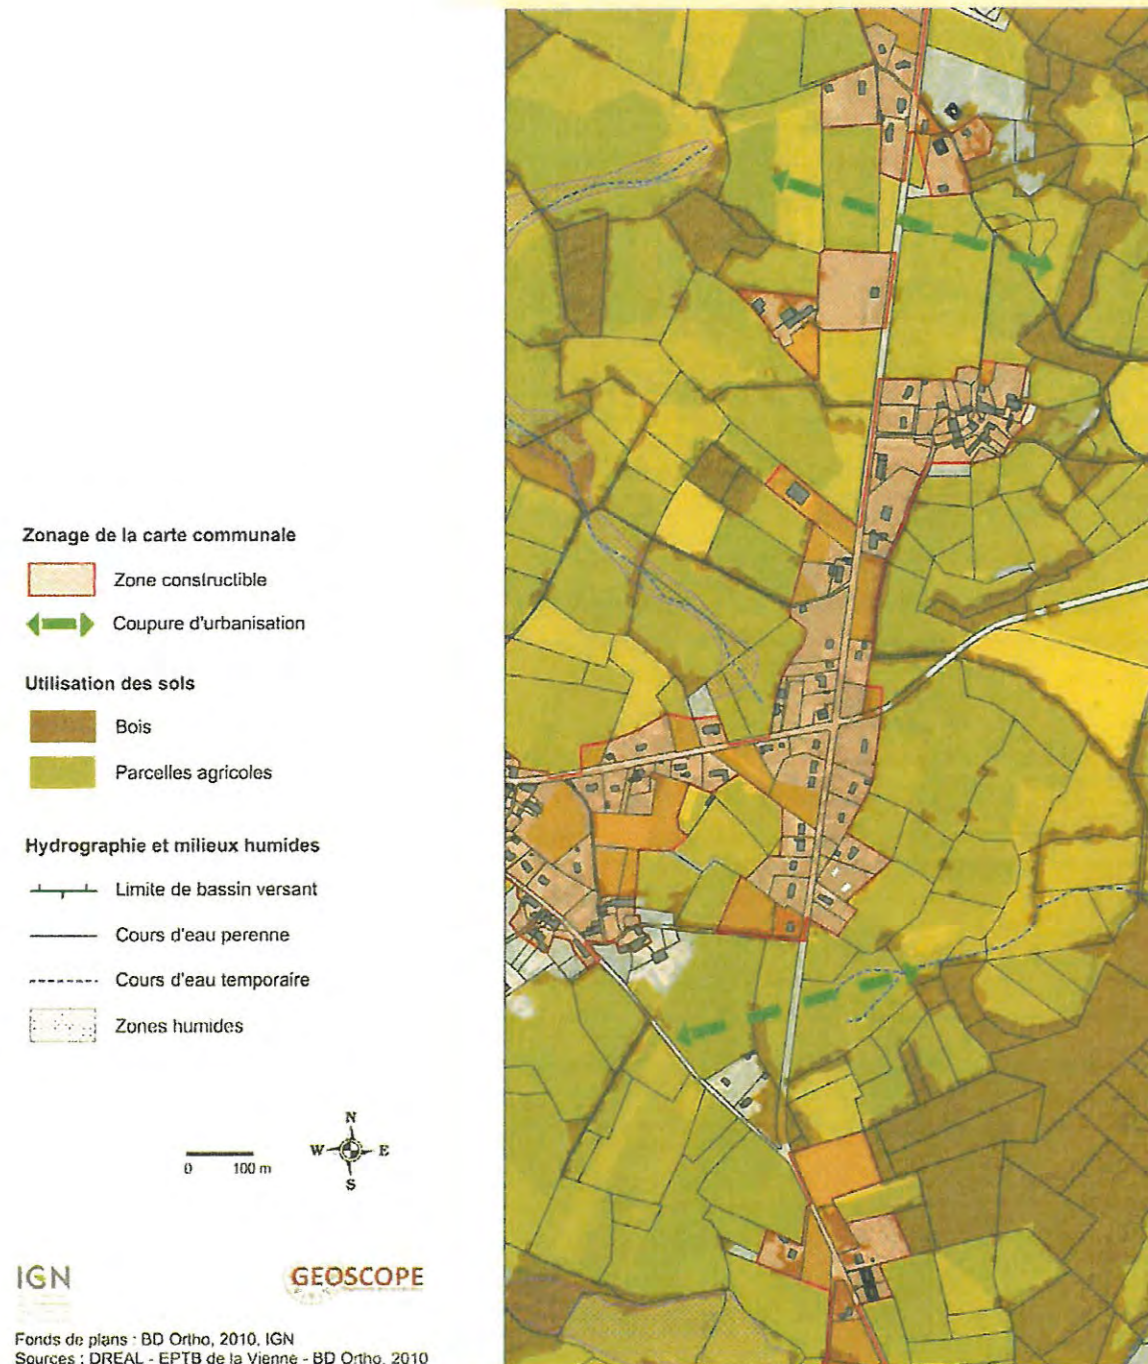 Zonage de la carte communale
Zone constructible
Coupure d'urbanisation
Utilisation des sols
Bois
Parcelles agricoles
Hydrographie et milieux humides
Limite de bassin versant
Cours d'eau perenne
Cours d'eau temporaire
Zones humides
N
W E
S
0 100 m
IGN
GEOSCOPE
Fonds de plans : BD Ortho, 2010, IGN
Sources : DREAL - EPTB de la Vienne - BD Ortho, 2010